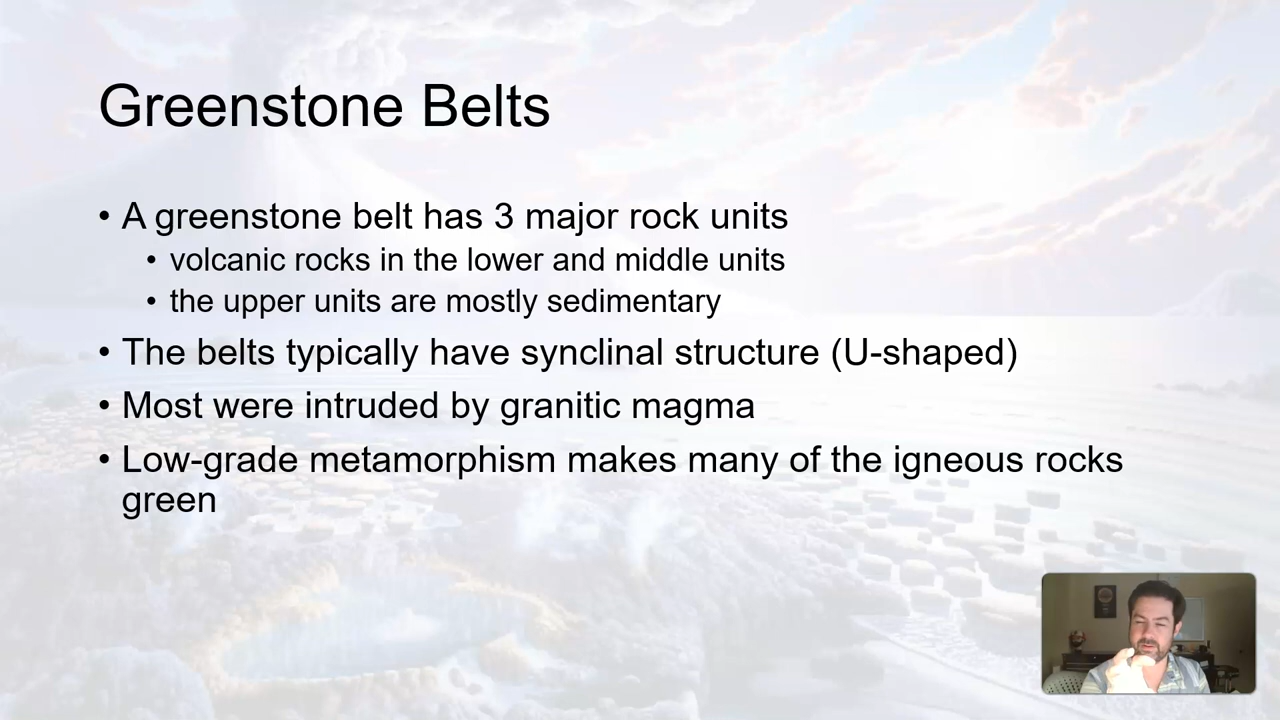 Greenstone Belts
• A greenstone belt has 3 major rock units
• volcanic rocks in the lower and middle units
• the upper units are mostly sedimentary
• The belts typically have synclinal structure (U-shaped)
• Most were intruded by granitic magma
• Low-grade metamorphism makes many of the igneous rocks
green